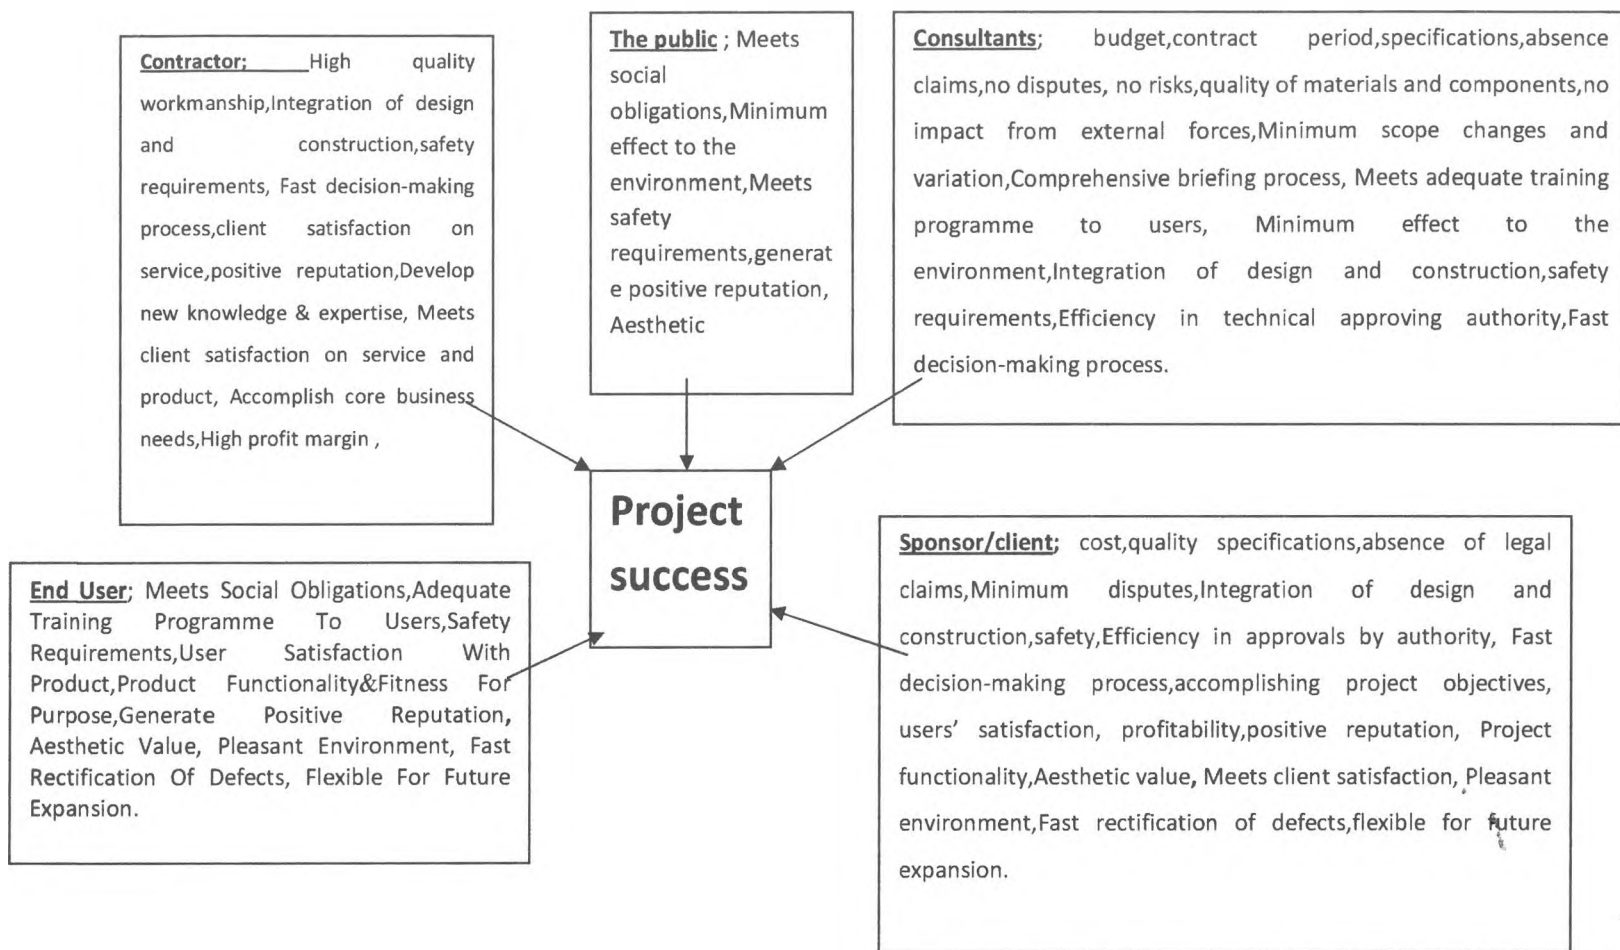 Contractor; High quality
workmanship,Integration of design
and construction,safety
requirements, Fast decision-making
process,client satisfaction on
service,positive reputation,Develop
new knowledge & expertise, Meets
client satisfaction on service and
product, Accomplish core business
needs,High profit margin ,
The public ; Meets
social
obligations,Minimum
effect to the
environment,Meets
safety
requirements,generat
e positive reputation,
Aesthetic
Consultants; budget,contract period,specifications,absence
claims,no disputes, no risks,quality of materials and components,no
impact from external forces,Minimum scope changes and
variation,Comprehensive briefing process, Meets adequate training
programme to users, Minimum effect to the
environment,Integration of design and construction,safety
requirements,Efficiency in technical approving authority,Fast
decision-making process.
Project
success
End User; Meets Social Obligations,Adequate
Training Programme To Users,Safety
Requirements,User Satisfaction With
Product,Product Functionality&Fitness For
Purpose,Generate Positive Reputation,
Aesthetic Value, Pleasant Environment, Fast
Rectification Of Defects, Flexible For Future
Expansion.
Sponsor/client; cost,quality specifications,absence of legal
claims,Minimum disputes,Integration of design and
construction,safety,Efficiency in approvals by authority, Fast
decision-making process,accomplishing project objectives,
users' satisfaction, profitability,positive reputation, Project
functionality,Aesthetic value, Meets client satisfaction, Pleasant
environment,Fast rectification of defects,flexible for future
expansion.